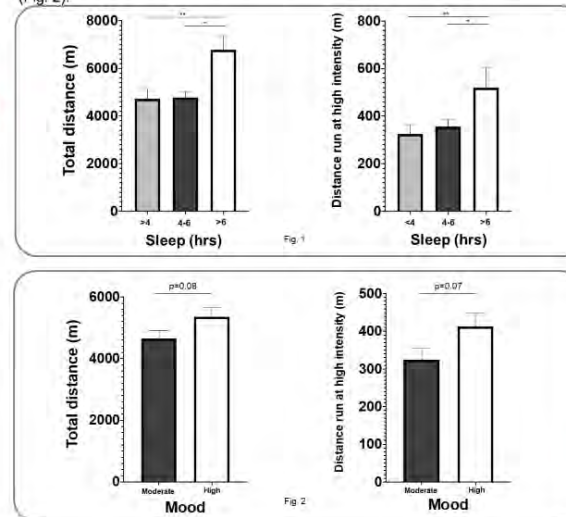 (Fig. 2).
** **
* *
Total distance (m)
8000
6000
4000
2000
0
>4 4-6 >6
Sleep (hrs)
Fig. 1
Distance run at high intensity (m)
800
600
400
200
0
<4 4-6 >6
Sleep (hrs)
p=0.08
Total distance (m)
6000
4000
2000
0
Moderate High
Mood
Fig. 2
p=0.07
Distance run at high intensity (m)
500
400
300
200
100
0
Moderate High
Mood